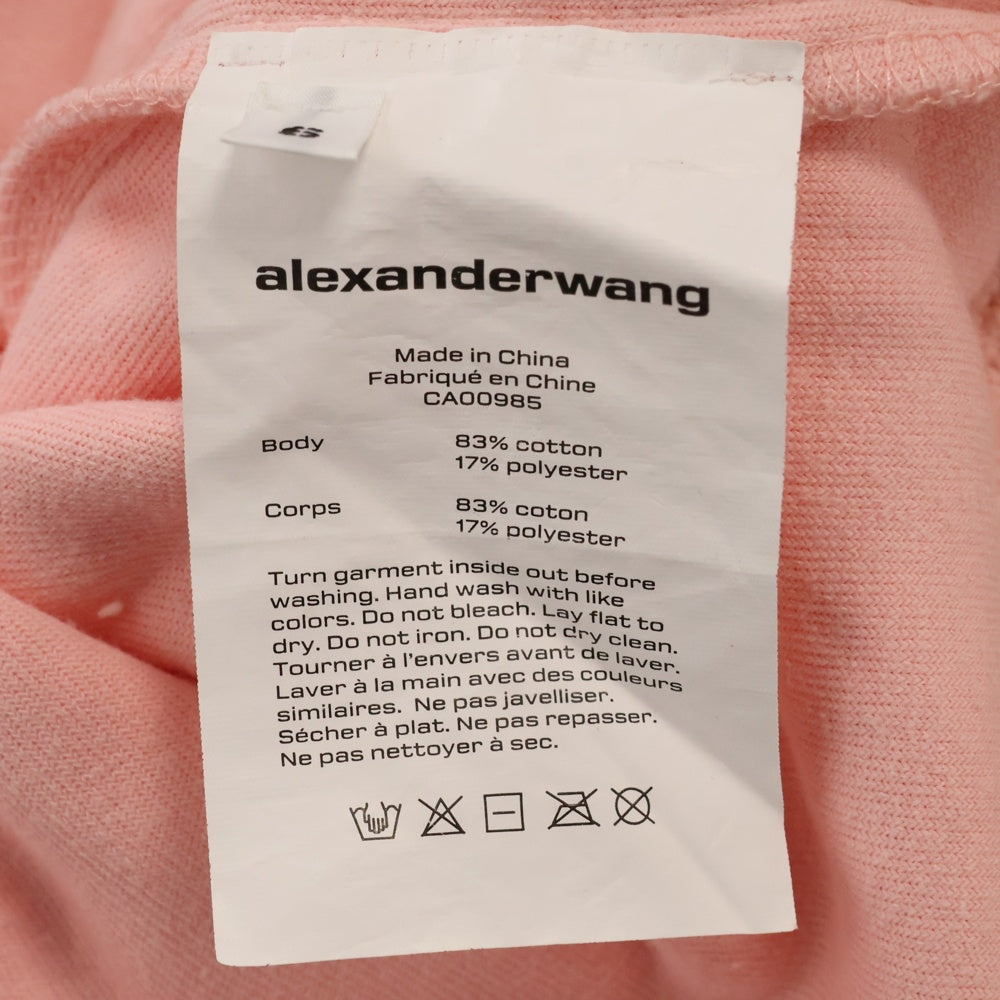 alexanderwang
Made in China
Fabriqué en Chine
CA00985
Body 83% cotton
17% polyester
Corps 83% coton
17% polyester
Turn garment inside out before
washing. Hand wash with like
colors. Do not bleach. Lay flat to
dry. Do not iron. Do not dry clean.
Tourner à l'envers avant de laver.
Laver à la main avec des couleurs
similaires. Ne pas javelliser.
Sécher à plat. Ne pas repasser.
Ne pas nettoyer à sec.